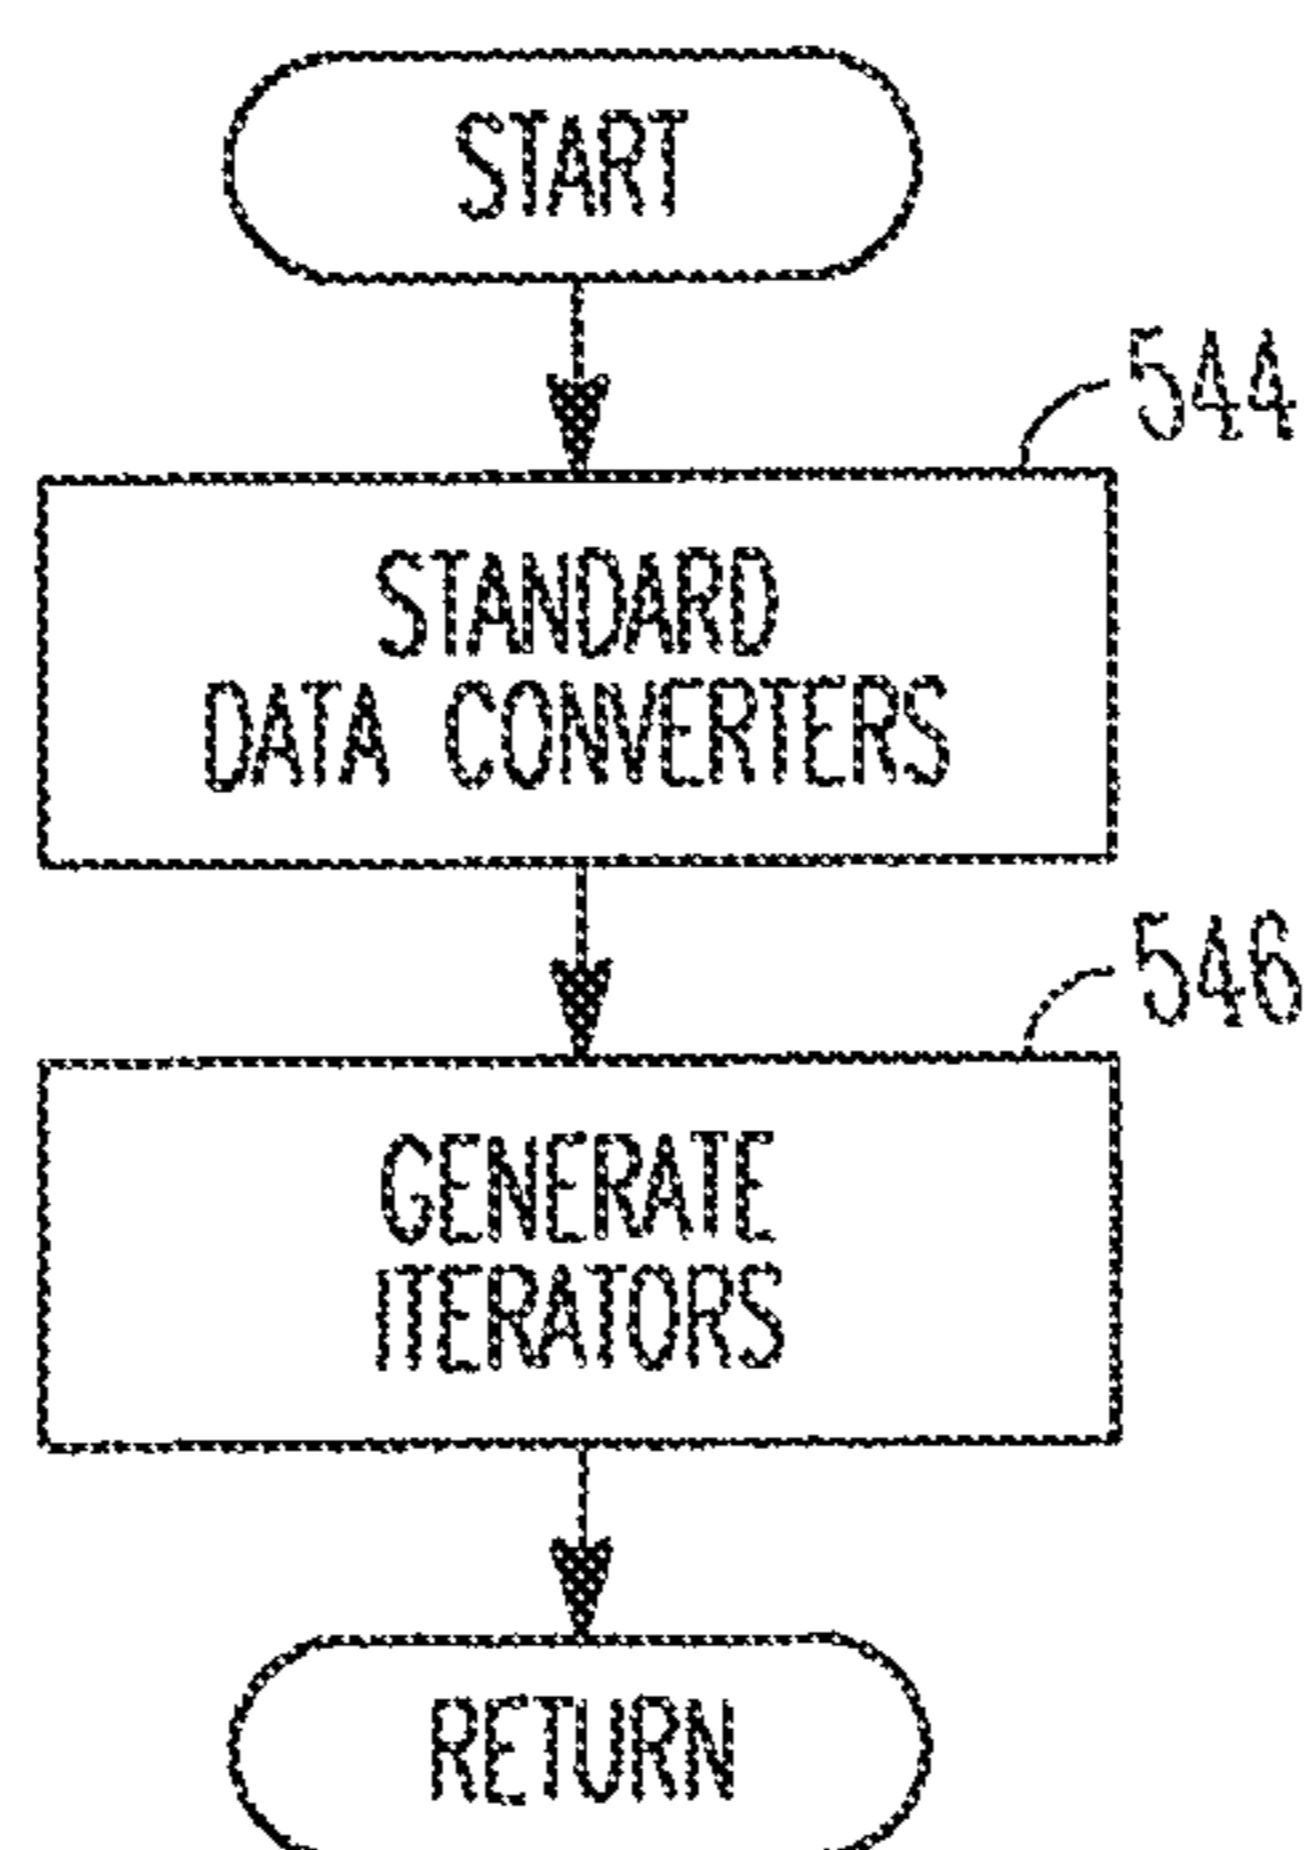 START
544
STANDARD
DATA CONVERTERS
546
GENERATE
ITERATORS
RETURN